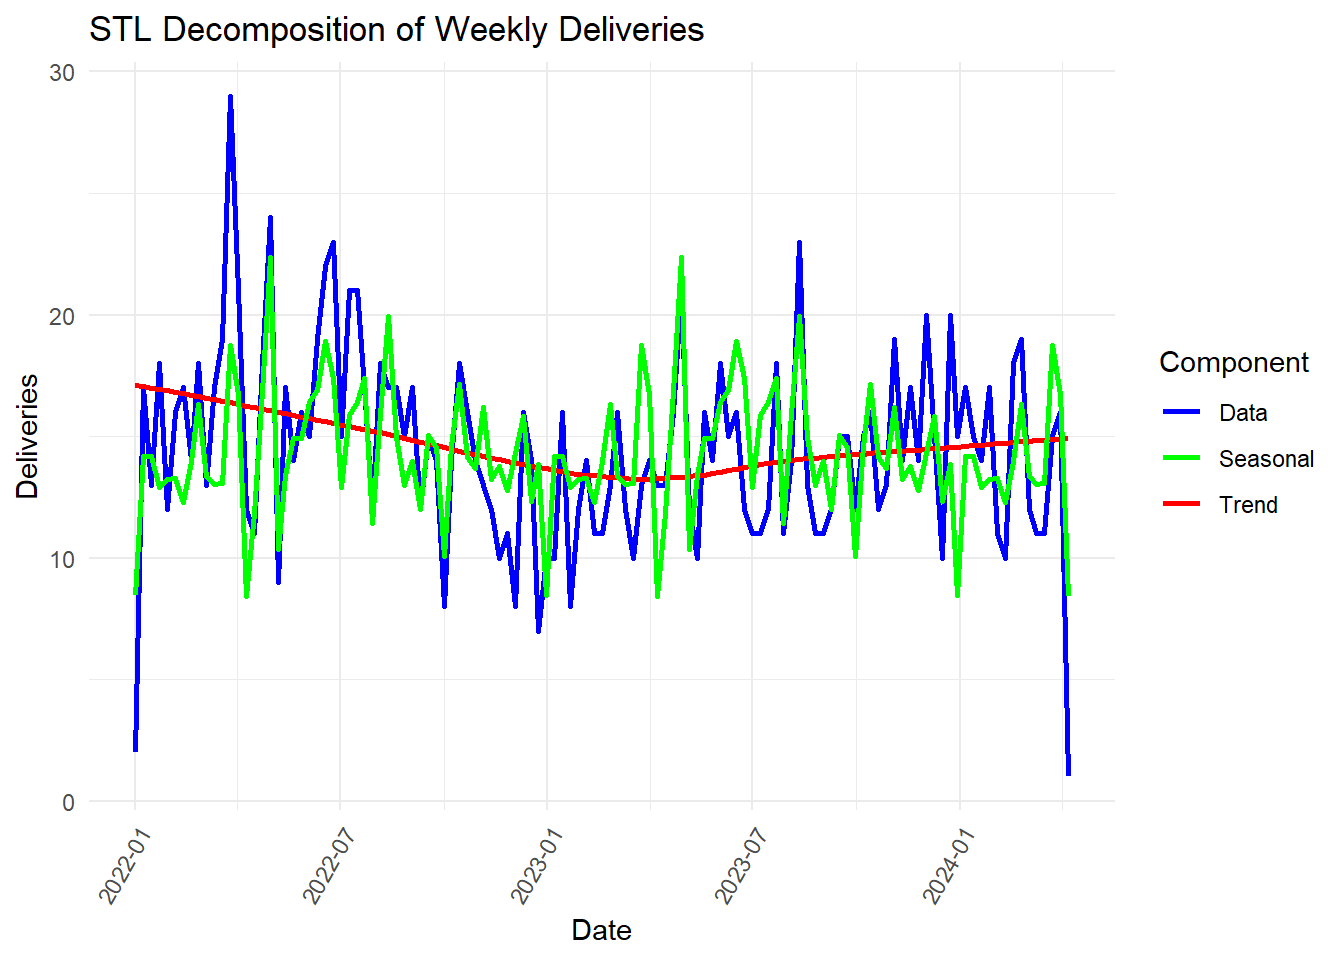 STL Decomposition of Weekly Deliveries
30
20
10
0
Deliveries
2022-01
2022-07
2023-01
2023-07
2024-01
Date
Component
Data
Seasonal
Trend